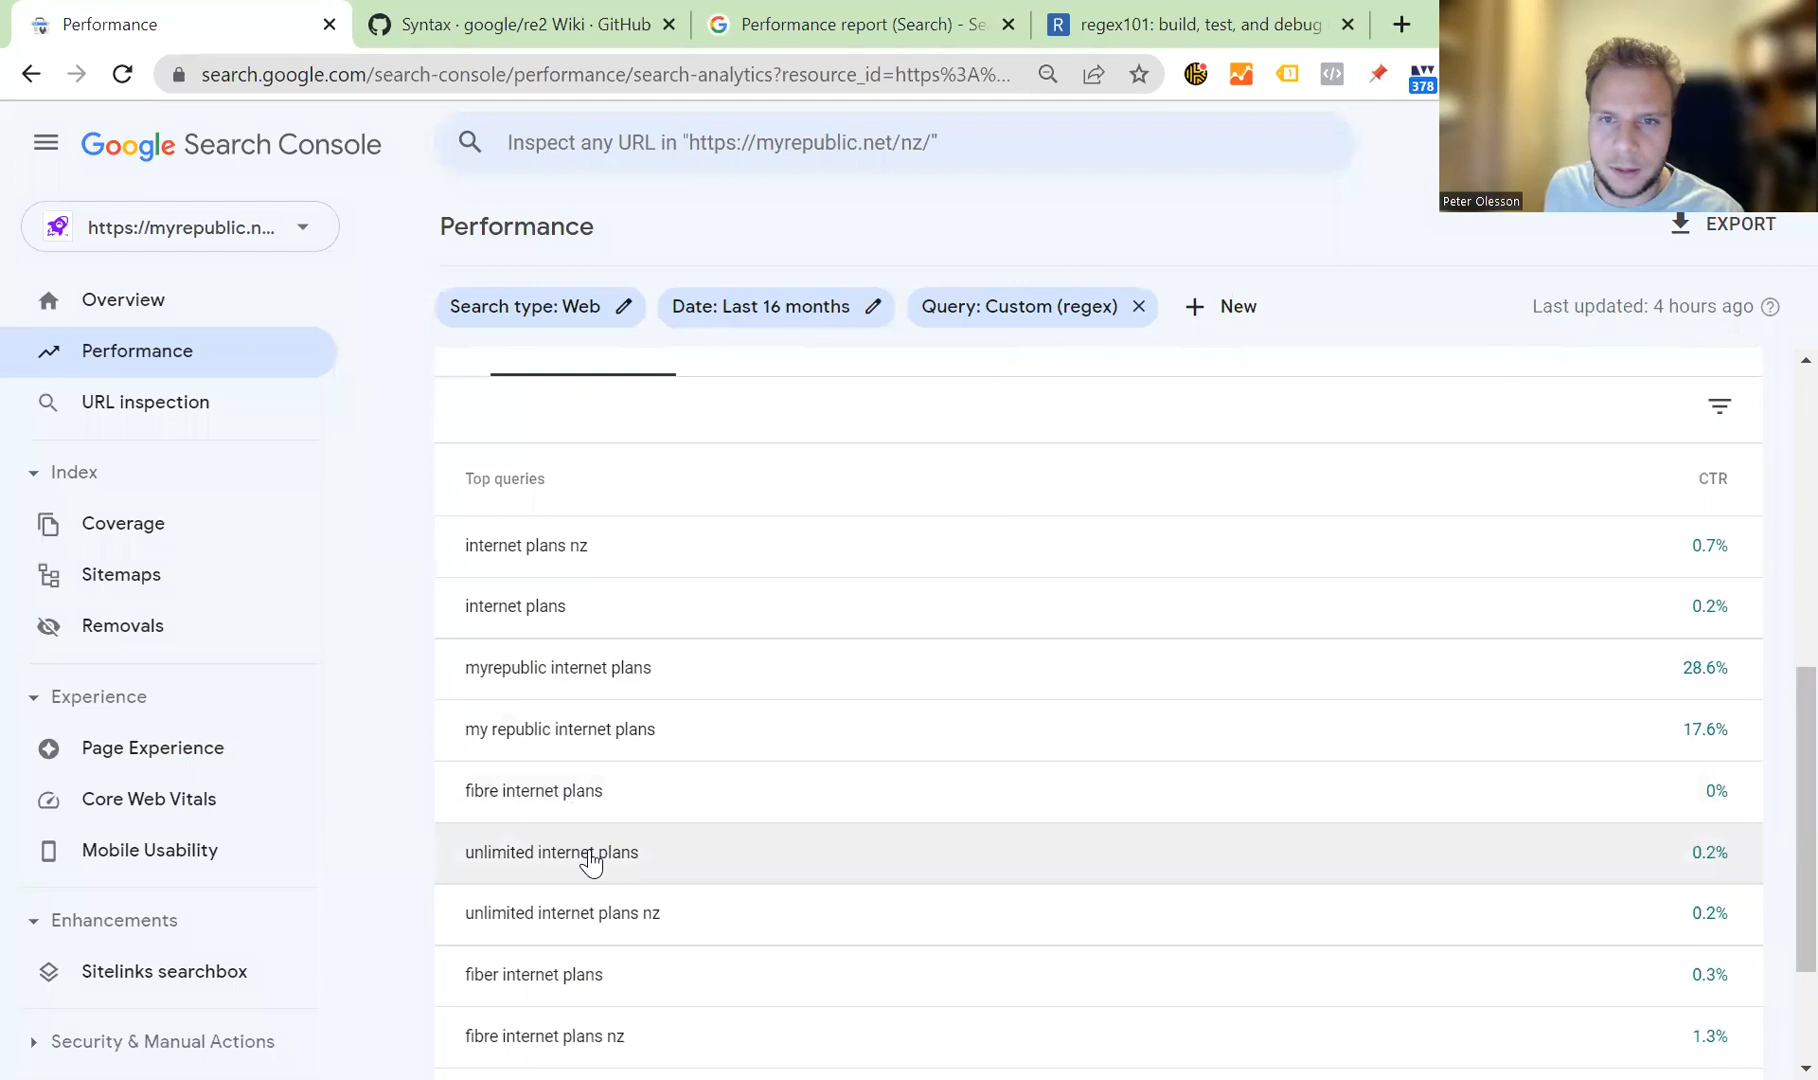 Performance
Syntax · google/re2 Wiki · GitHub
Performance report (Search) - Se
regex101: build, test, and debug
search.google.com/search-console/performance/search-analytics?resource_id=https%3A%...
1
378
Peter Olesson
Google Search Console
Inspect any URL in "https://myrepublic.net/nz/"
https://myrepublic.n...
Performance
EXPORT
Search type: Web
Date: Last 16 months
Query: Custom (regex)
New
Last updated: 4 hours ago
Overview
Performance
URL inspection
Index
Coverage
Sitemaps
Removals
Experience
Page Experience
Core Web Vitals
Mobile Usability
Enhancements
Sitelinks searchbox
Security & Manual Actions
Top queries
CTR
internet plans nz
0.7%
internet plans
0.2%
myrepublic internet plans
28.6%
my republic internet plans
17.6%
fibre internet plans
0%
unlimited internet plans
0.2%
unlimited internet plans nz
0.2%
fiber internet plans
0.3%
fibre internet plans nz
1.3%